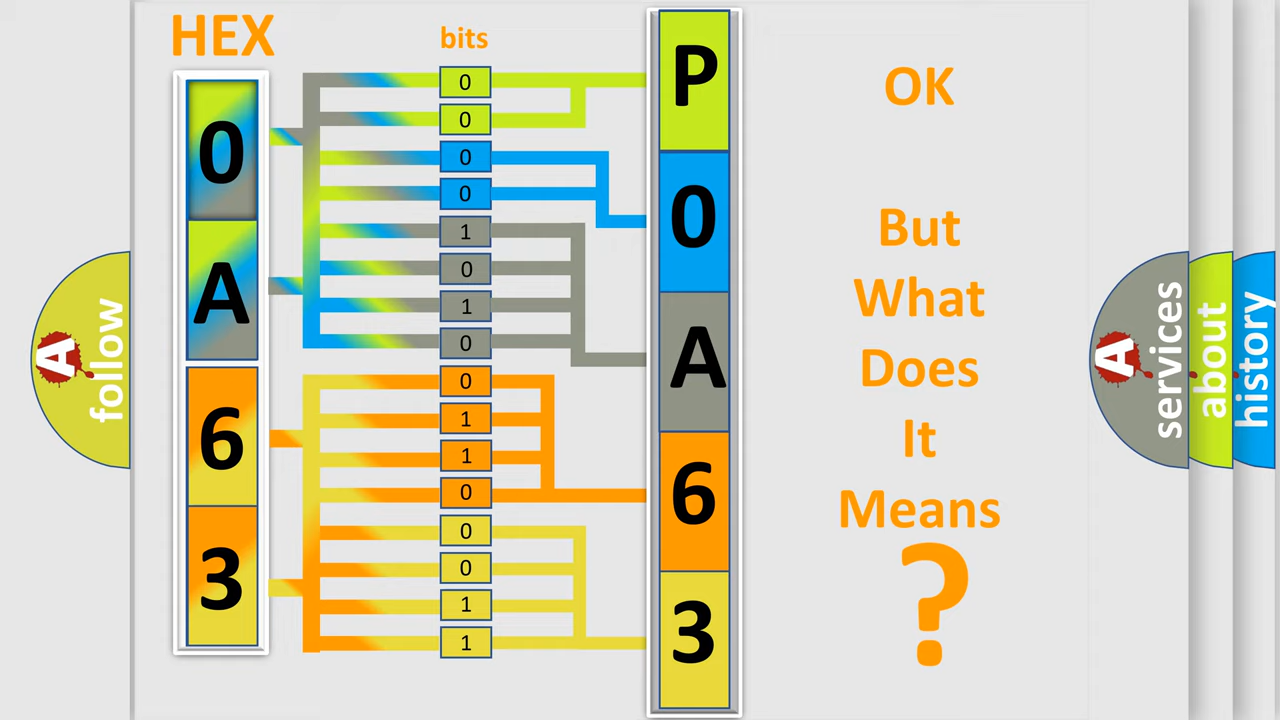 HEX
bits
0
A
6
3
0
0
0
0
1
0
1
0
0
1
1
0
0
0
1
1
P
0
A
6
3
OK
But
What
Does
It
Means
?
A
follow
A
services
about
history